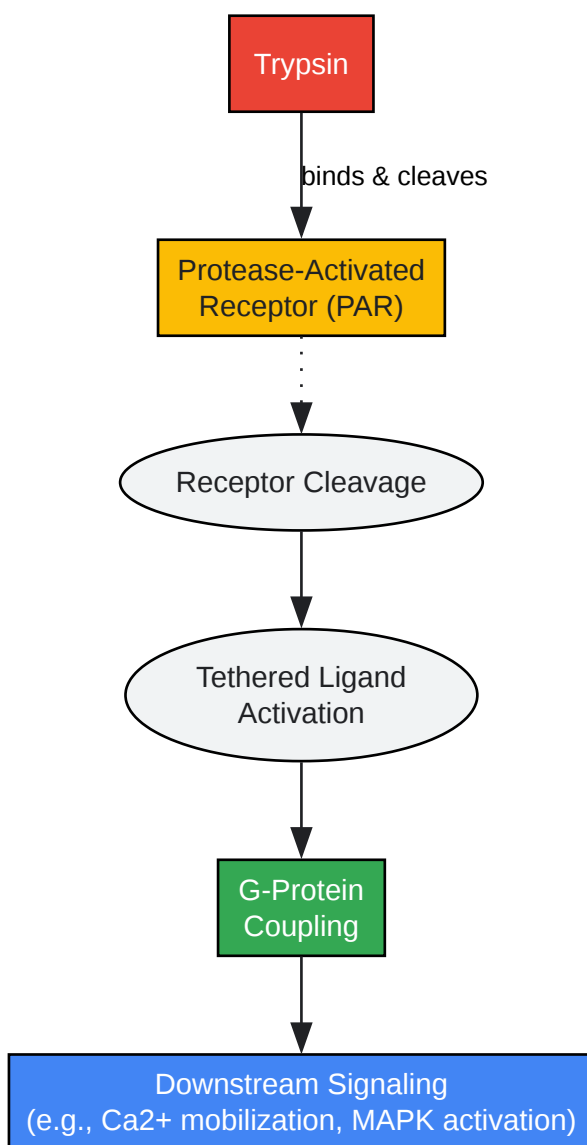 Trypsin
binds & cleaves
Protease-Activated
Receptor (PAR)
Receptor Cleavage
Tethered Ligand
Activation
G-Protein
Coupling
Downstream Signaling
(e.g., Ca2+ mobilization, MAPK activation)